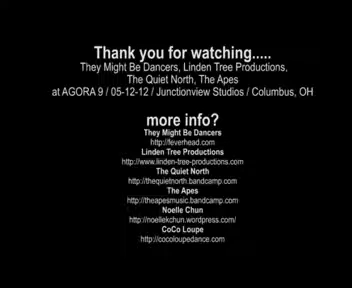 Thank you for watching.....
They Might Be Dancers, Linden Tree Productions,
The Quiet North, The Apes
at AGORA 9 / 05-12-12 / Junctionview Studios / Columbus, OH
more info?
They Might Be Dancers
http://feverhead.com
Linden Tree Productions
http://www.linden-tree-productions.com
The Quiet North
http://thequietnorth.bandcamp.com
The Apes
http://theapesmusic.bandcamp.com
Noelle Chun
http://noellekchun.wordpress.com/
CoCo Loupe
http://cocoloupedance.com/